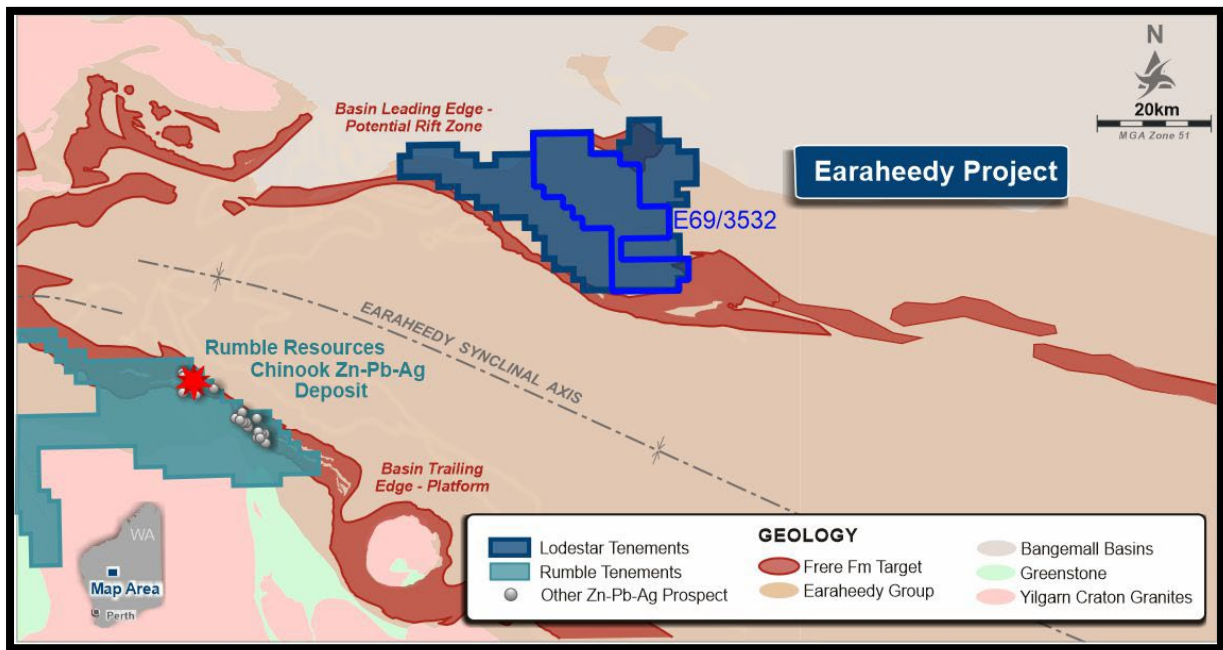 N
20km
MGA Zone 51
Basin Leading Edge -
Potential Rift Zone
Earaheedy Project
E69/3532
EARAHEEDY SYNCLINAL AXIS
Rumble Resources
Chinook Zn-Pb-Ag
Deposit
Basin Trailing
Edge - Platform
WA
Map Area
Perth
Lodestar Tenements
Rumble Tenements
Other Zn-Pb-Ag Prospect
GEOLOGY
Frere Fm Target
Earaheedy Group
Bangemall Basins
Greenstone
Yilgarn Craton Granites